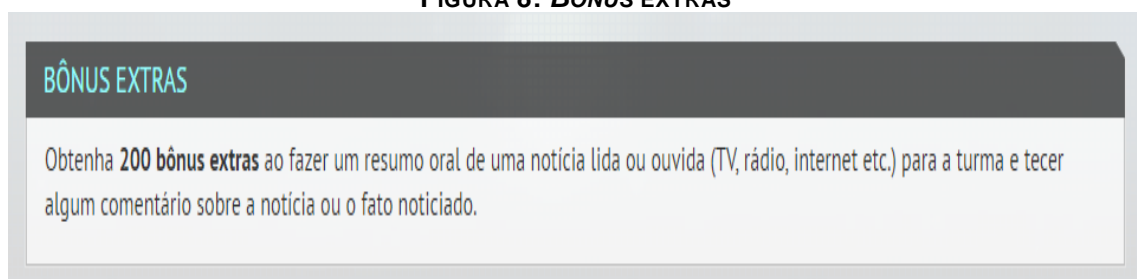 FIGURA 8: BÔNUS EXTRAS
BÔNUS EXTRAS
Obtenha 200 bônus extras ao fazer um resumo oral de uma notícia lida ou ouvida (TV, rádio, internet etc.) para a turma e tecer
algum comentário sobre a notícia ou o fato noticiado.